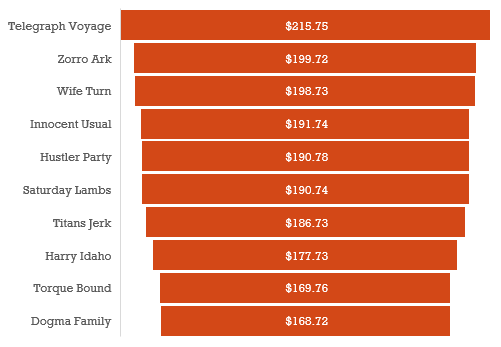 Telegraph Voyage $215.75
Zorro Ark $199.72
Wife Turn $198.73
Innocent Usual $191.74
Hustler Party $190.78
Saturday Lambs $190.74
Titans Jerk $186.73
Harry Idaho $177.73
Torque Bound $169.76
Dogma Family $168.72